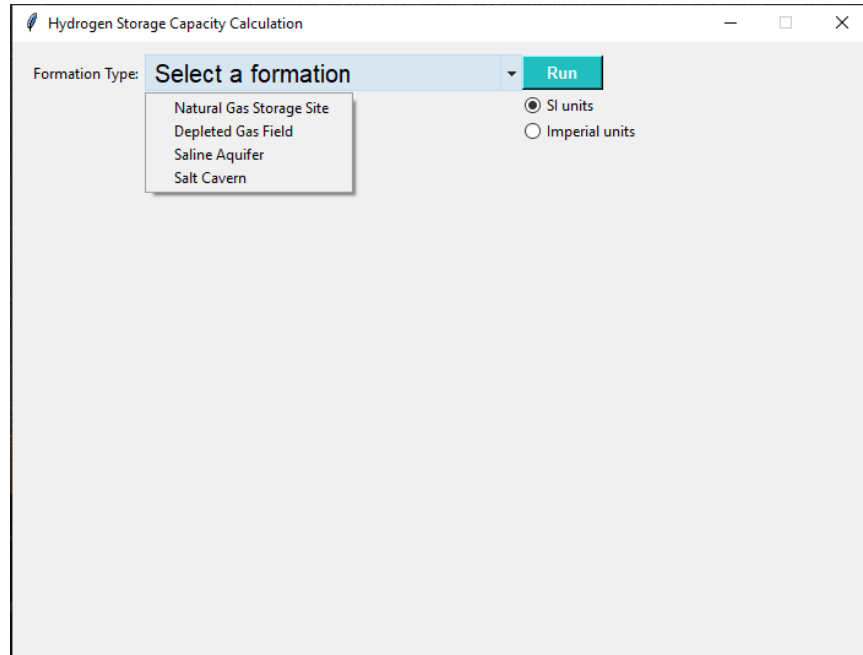 Hydrogen Storage Capacity Calculation
Formation Type: Select a formation Run
Natural Gas Storage Site
Depleted Gas Field
Saline Aquifer
Salt Cavern
SI units
Imperial units